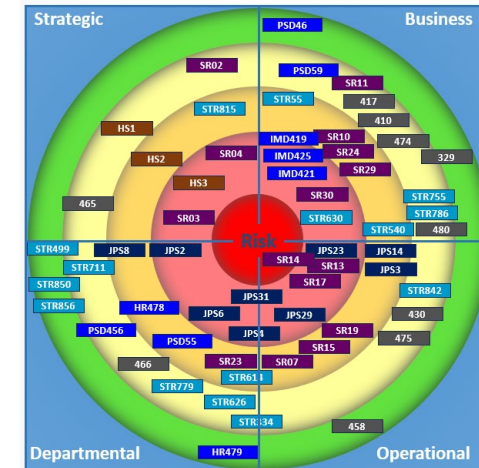 Strategic
Business
PSD46
SR02
PSD59
SR11
STR55
417
STR815
410
HS1
IMD419
SR10
474
HS2
SR04
IMD425
SR24
329
IMD421
SR29
HS3
SR30
STR755
465
STR786
SR03
STR630
STR540
480
Risk
STR499
JPS8
JPS2
JPS23
JPS14
STR711
SR14
SR13
JPS3
STR850
SR17
STR842
JPS31
STR856
HR478
JPS6
JPS29
430
PSD456
JPS4
SR19
475
PSD55
SR15
466
SR23
SR07
STR779
STR626
STR334
458
Departmental
HR479
Operational